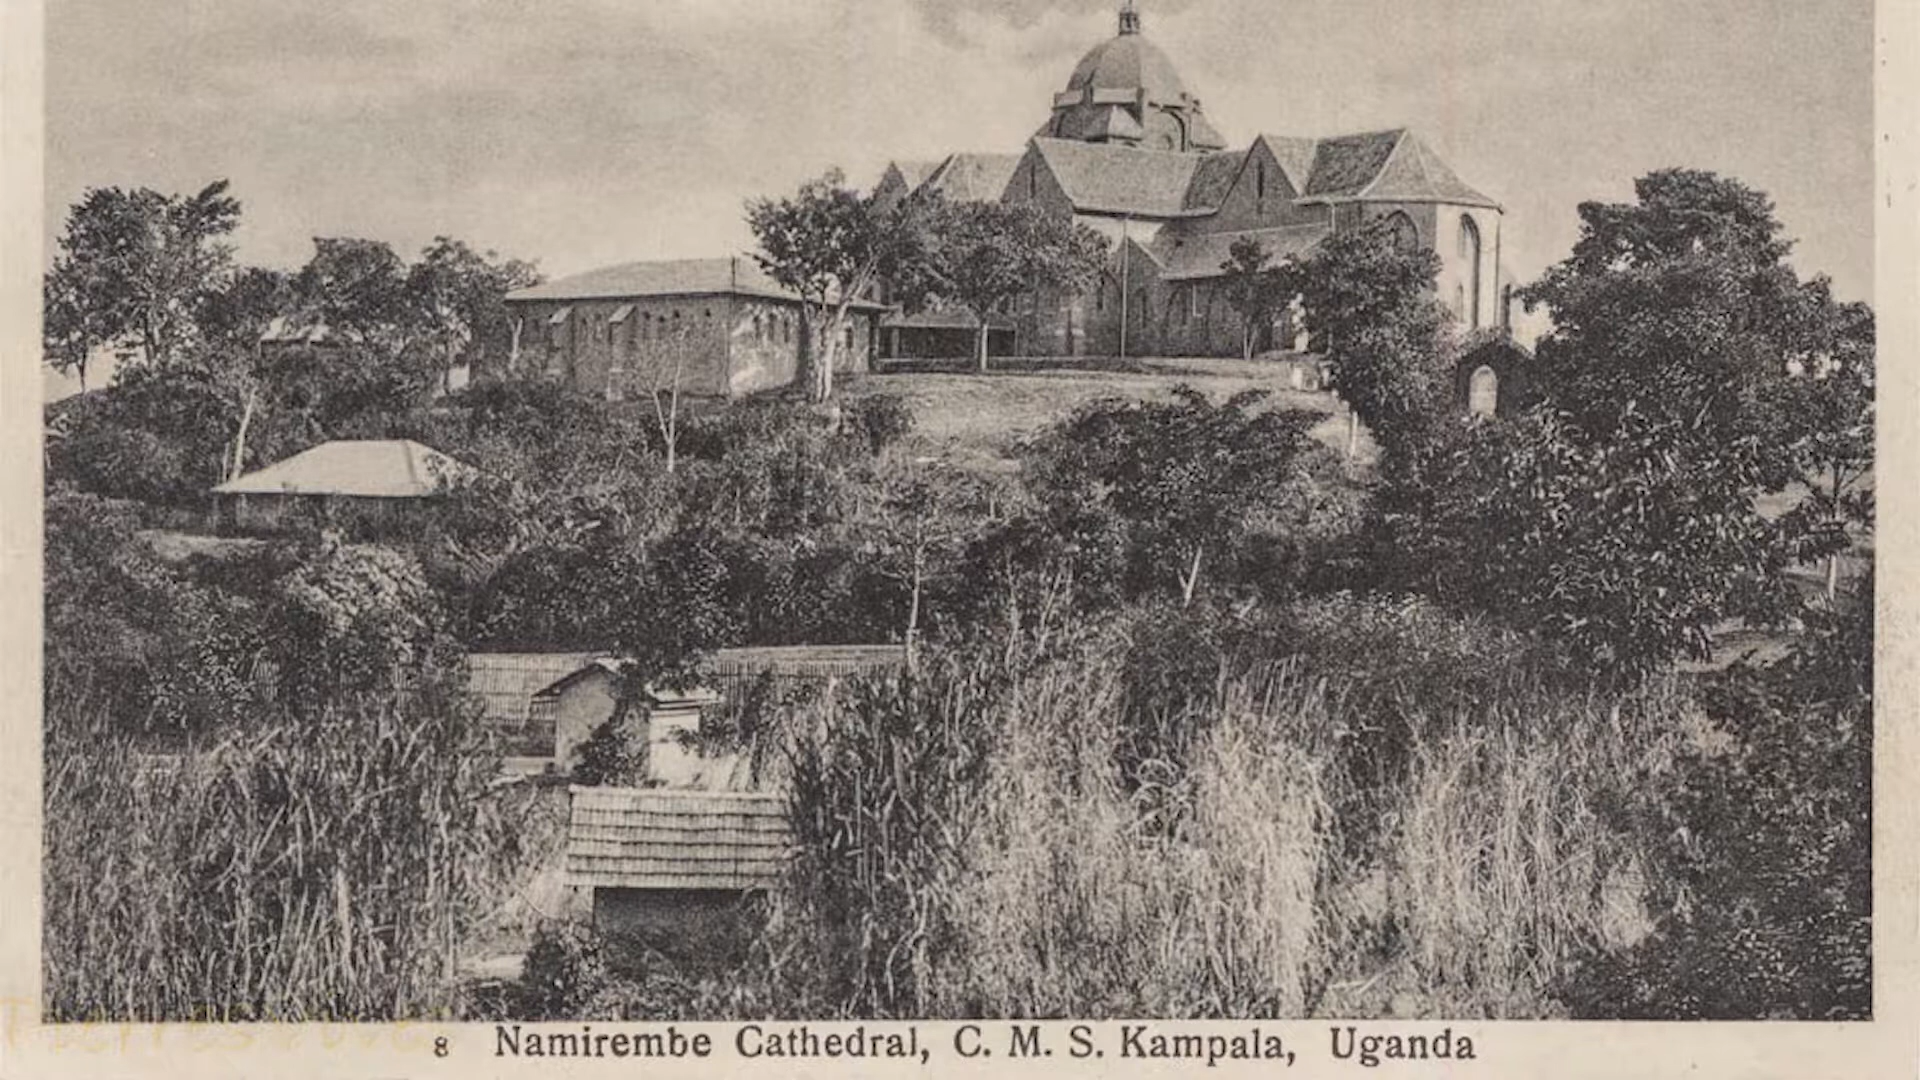 8 Namirembe Cathedral, C. M. S. Kampala, Uganda